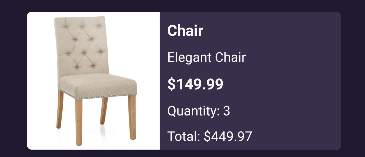 Chair
Elegant Chair
$149.99
Quantity: 3
Total: $449.97